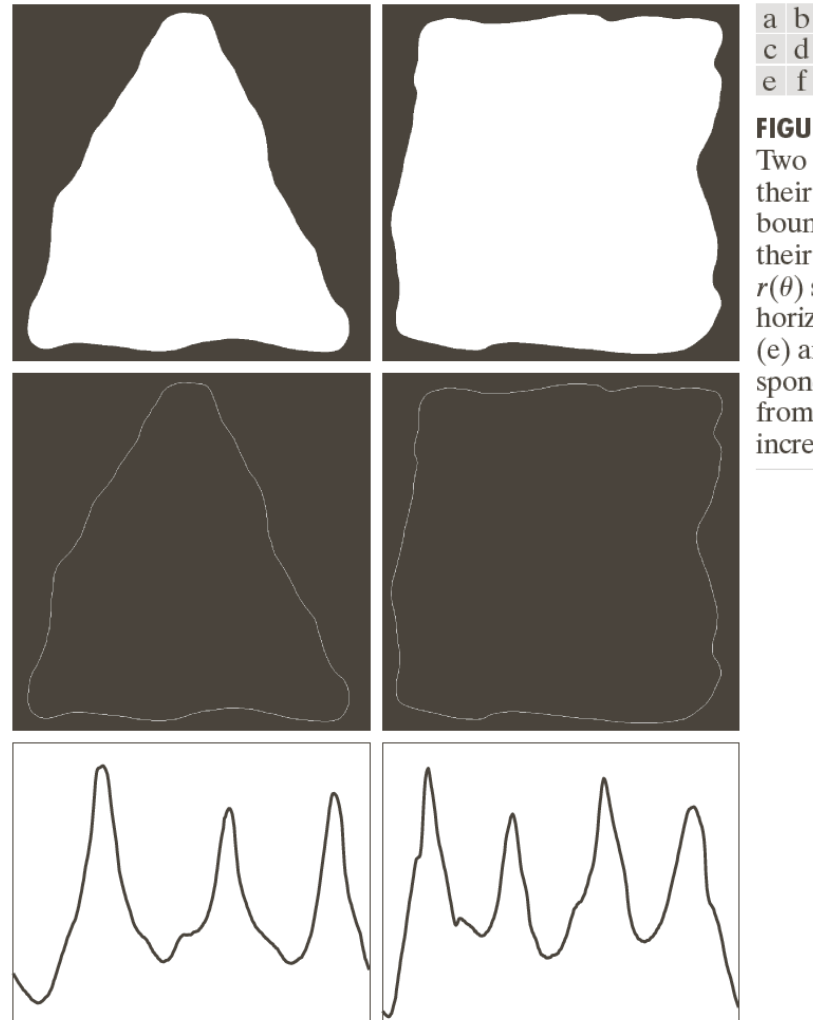 a b
c d
e f
FIGU
Two
their
boun
their
r(θ) s
horiz
(e) a
spon
from
incre